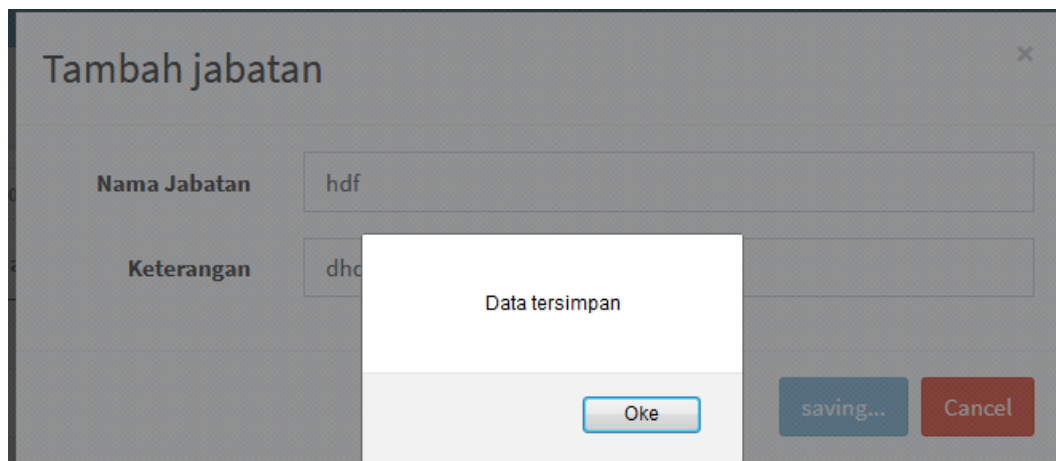 Tambah jabatan
×
Nama Jabatan hdf
Keterangan
Data tersimpan
Oke
saving... Cancel